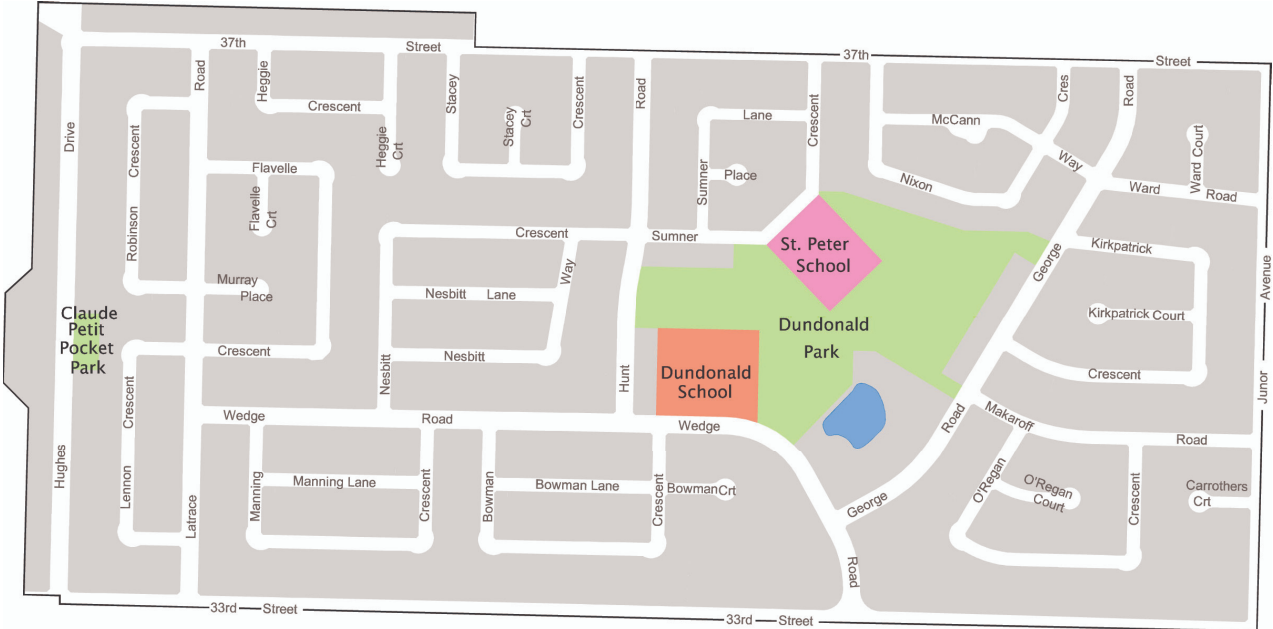 37th
Street
37th
Street
Drive
Road
Heggie
Crescent
Heggie
Crt
Stacey
Stacey
Crt
Crescent
Road
Lane
Crescent
Sumner
Place
McCann
Way
Cres
Road
Nixon
Ward Court
Ward
Road
Crescent
Robinson
Flavelle
Flavelle
Crt
Murray
Place
Crescent
Crescent
Sumner
Way
Nesbitt Lane
Nesbitt
Nesbitt
Hunt
St. Peter
School
Dundonald
Park
Dundonald
School
George
Kirkpatrick
Kirkpatrick Court
Crescent
Avenue
Junor
Claude
Petit
Pocket
Park
Hughes
Crescent
Lennon
Latrace
Wedge
Road
Wedge
Road
Manning
Manning Lane
Crescent
Bowman
Bowman Lane
Crescent
Bowman Crt
George
Road
Makaroff
Road
O'Regan
O'Regan
Court
Crescent
Carrothers
Crt
33rd
Street
33rd
Street